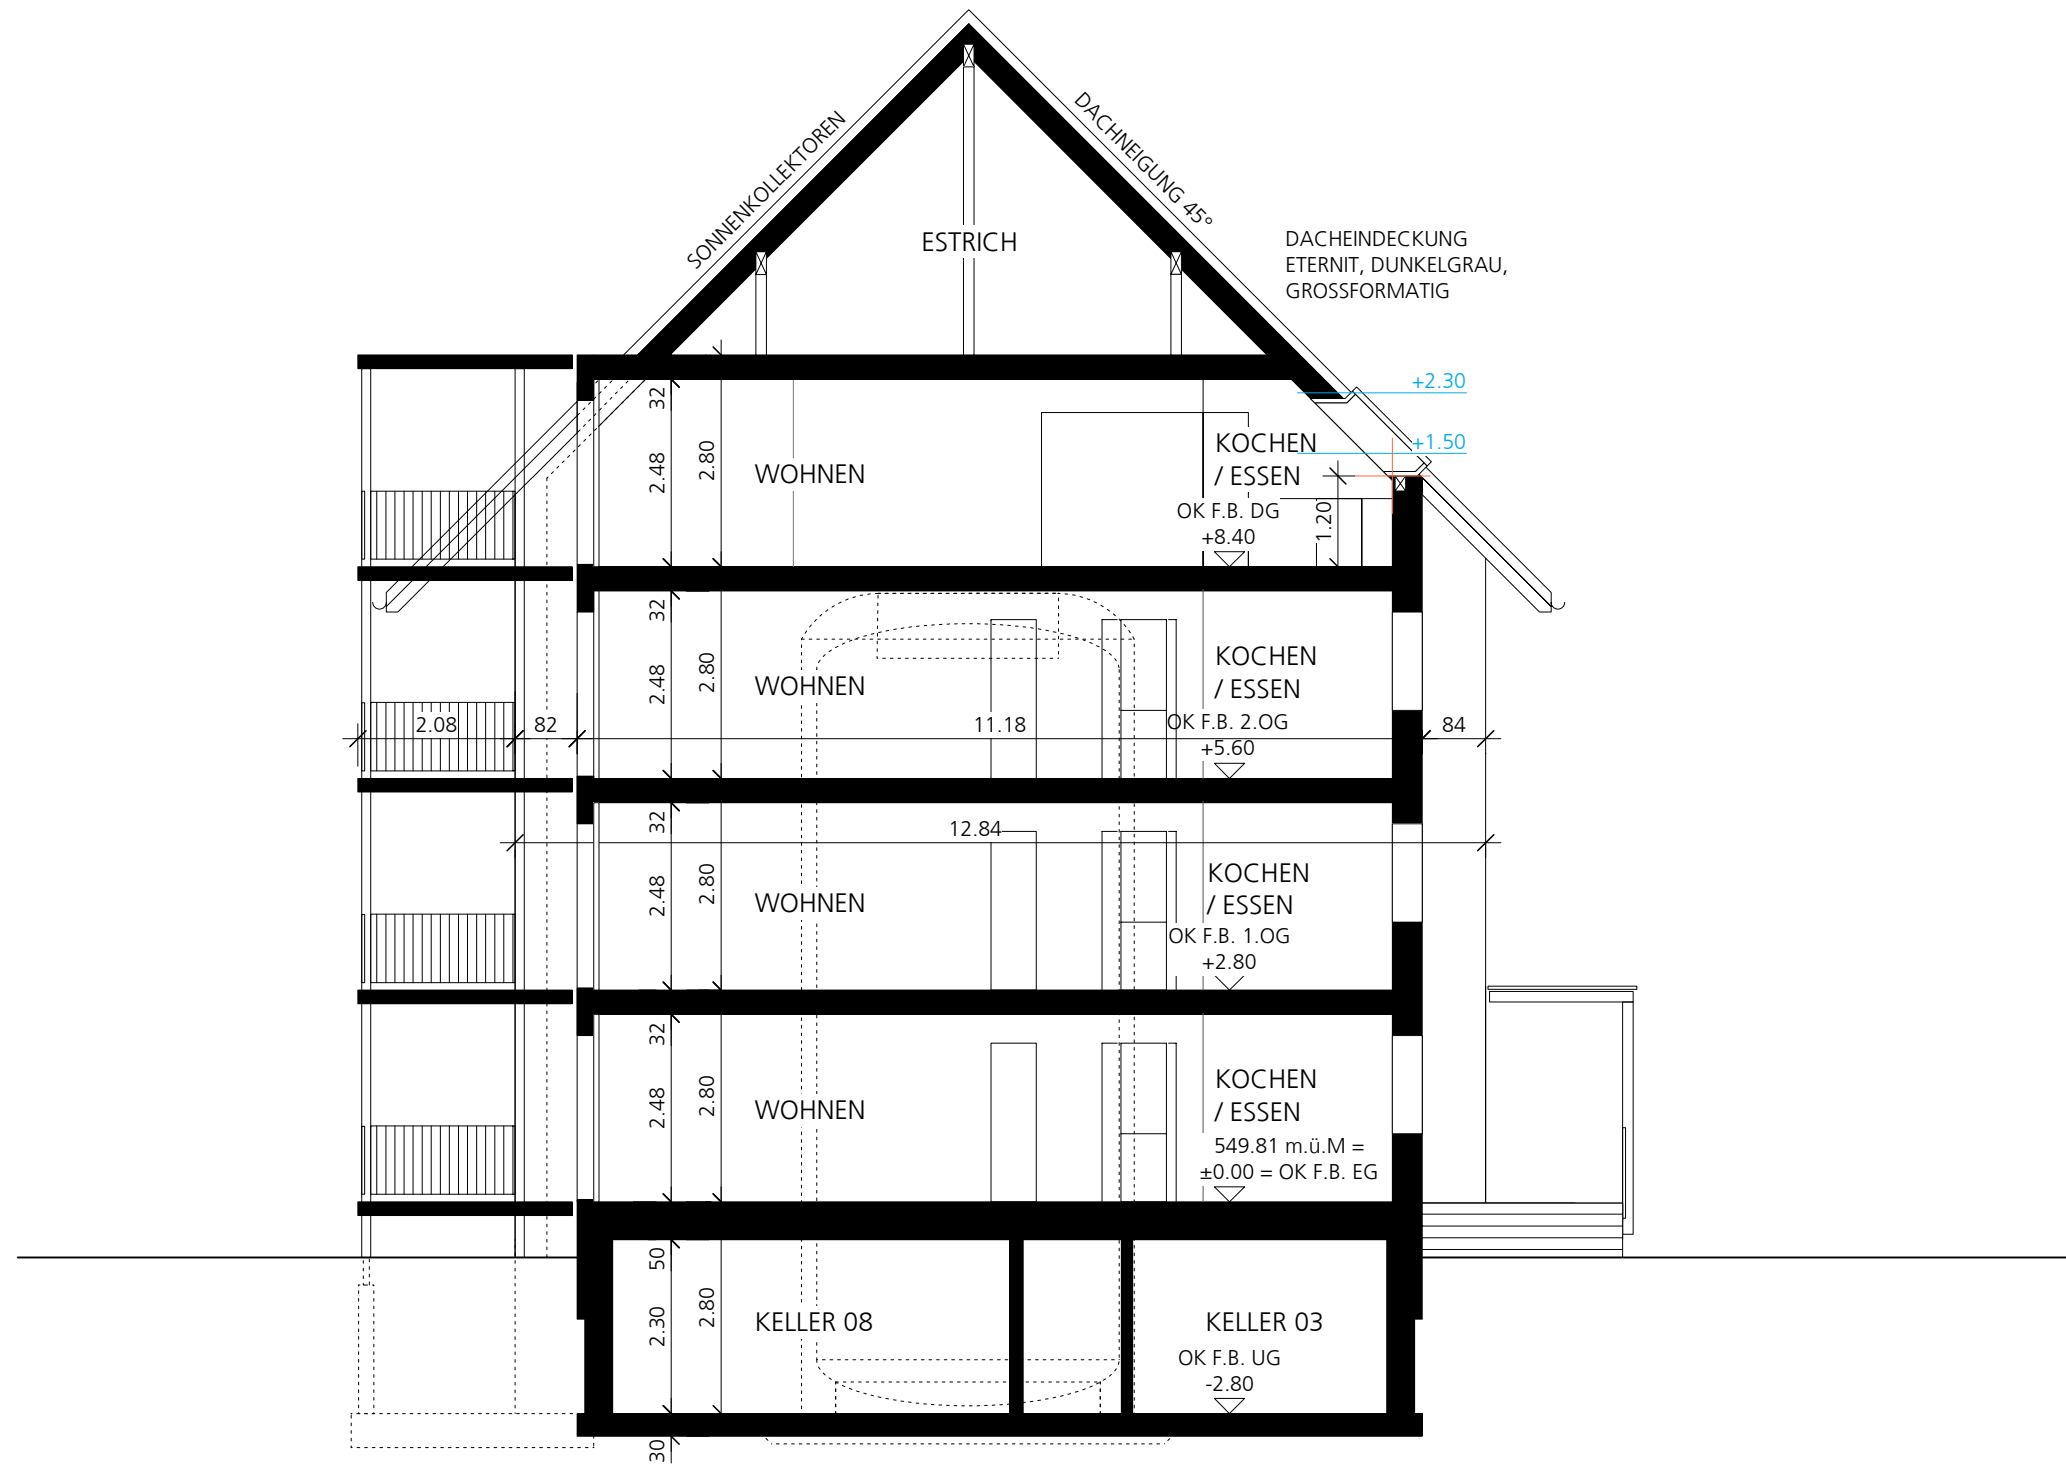 SONNENKOLLEKTOREN
DACHNEIGUNG 45°
ESTRICH
DACHEINDECKUNG
ETERNIT, DUNKELGRAU,
GROSSFORMATIG
+2.30
+1.50
32
2.48
2.80
WOHNEN
KOCHEN
/ ESSEN
OK F.B. DG
+8.40
1.20
32
2.48
2.80
WOHNEN
KOCHEN
/ ESSEN
OK F.B. 2.OG
+5.60
2.08
82
11.18
84
32
2.48
2.80
12.84
WOHNEN
KOCHEN
/ ESSEN
OK F.B. 1.OG
+2.80
32
2.48
2.80
WOHNEN
KOCHEN
/ ESSEN
549.81 m.ü.M =
±0.00 = OK F.B. EG
50
2.30
2.80
KELLER 08
KELLER 03
OK F.B. UG
-2.80
30